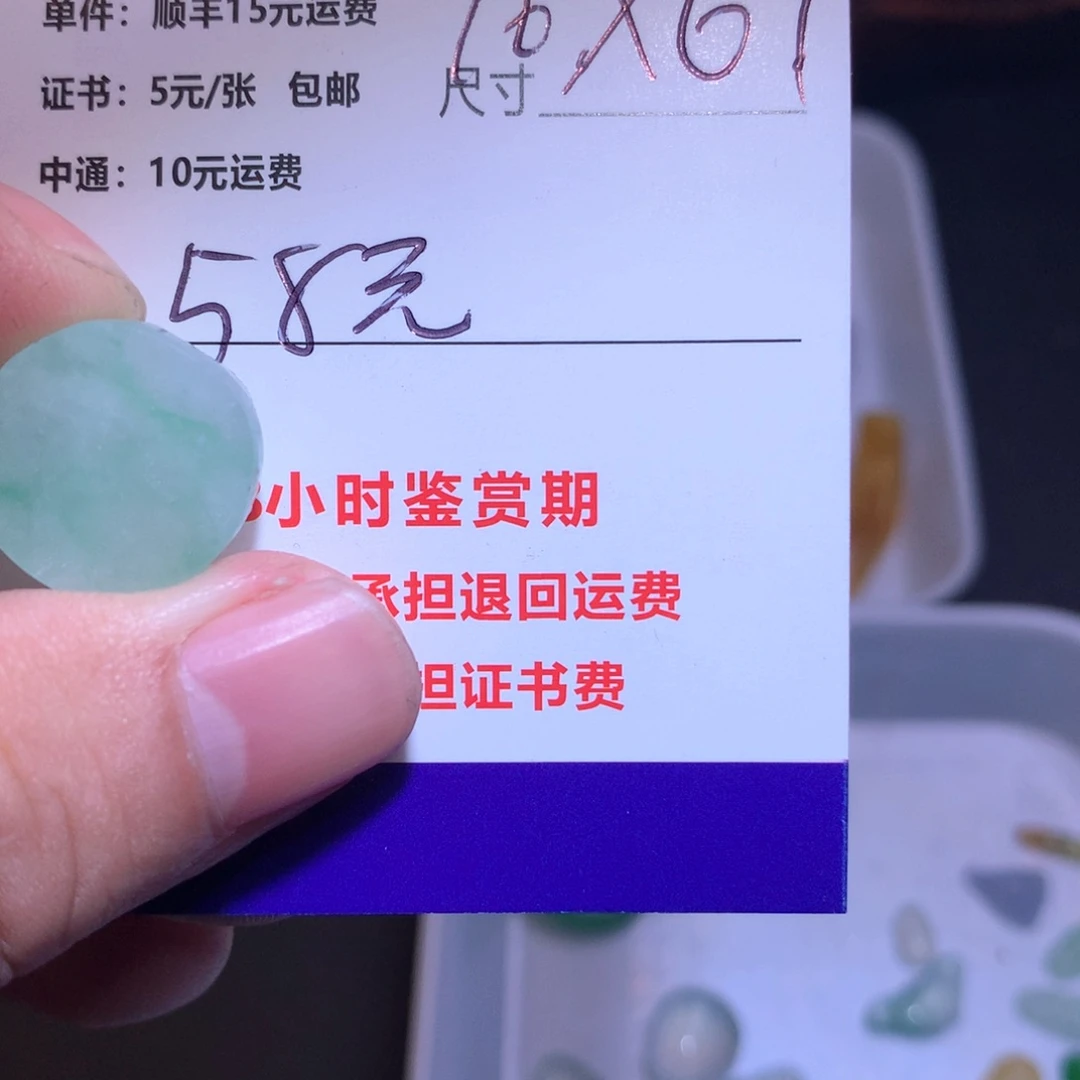 单件：顺丰15元运费
证书：5元/张 包邮
尺寸
中通：10元运费
58元
小时鉴赏期
承担退回运费
担证书费